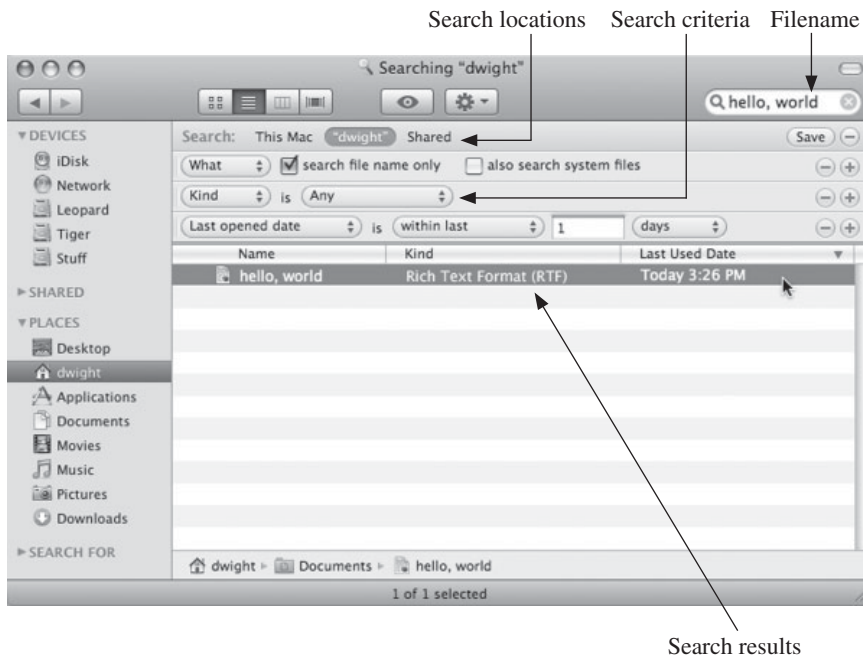 Search locations Search criteria Filename
Searching "dwight"
hello, world
▼DEVICES
iDisk
Network
Leopard
Tiger
Stuff
▶SHARED
▼PLACES
Desktop
dwight
Applications
Documents
Movies
Music
Pictures
Downloads
▶SEARCH FOR
Search: This Mac "dwight" Shared Save
What search file name only also search system files
Kind is Any
Last opened date is within last 1 days
Name Kind Last Used Date
hello, world Rich Text Format (RTF) Today 3:26 PM
dwight ▸ Documents ▸ hello, world
1 of 1 selected
Search results